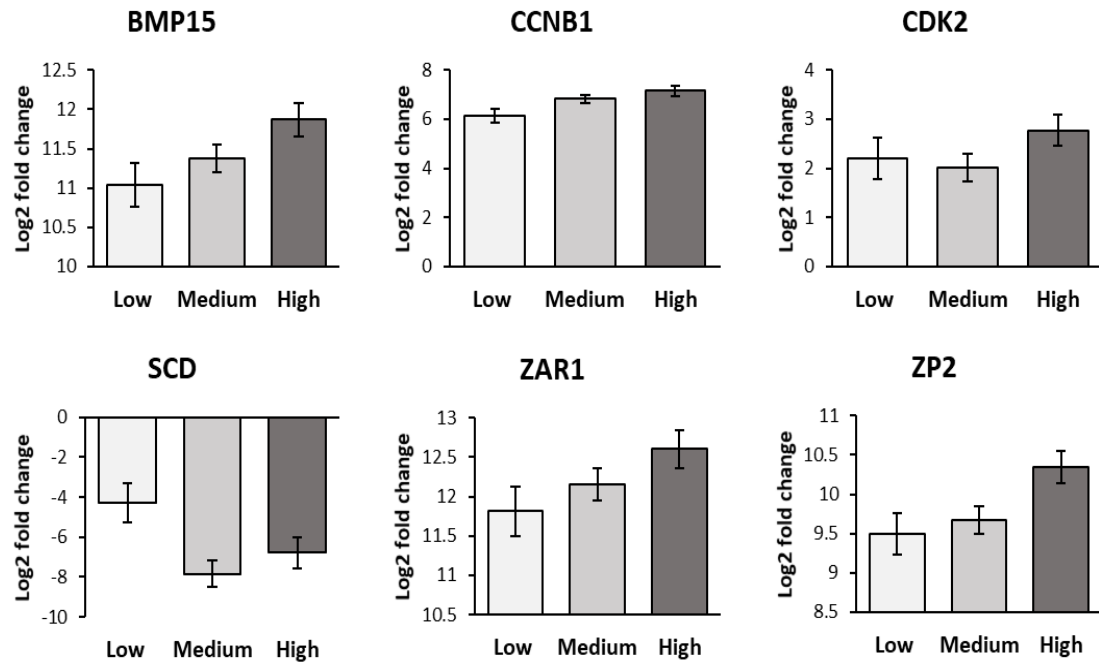 BMP15
Log2 fold change
12.5
12
11.5
11
10.5
10
Low Medium High
CCNB1
Log2 fold change
8
6
4
2
0
Low Medium High
CDK2
Log2 fold change
4
3
2
1
0
Low Medium High
SCD
Log2 fold change
0
-2
-4
-6
-8
-10
Low Medium High
ZAR1
Log2 fold change
13
12.5
12
11.5
11
10.5
Low Medium High
ZP2
Log2 fold change
11
10.5
10
9.5
9
8.5
Low Medium High